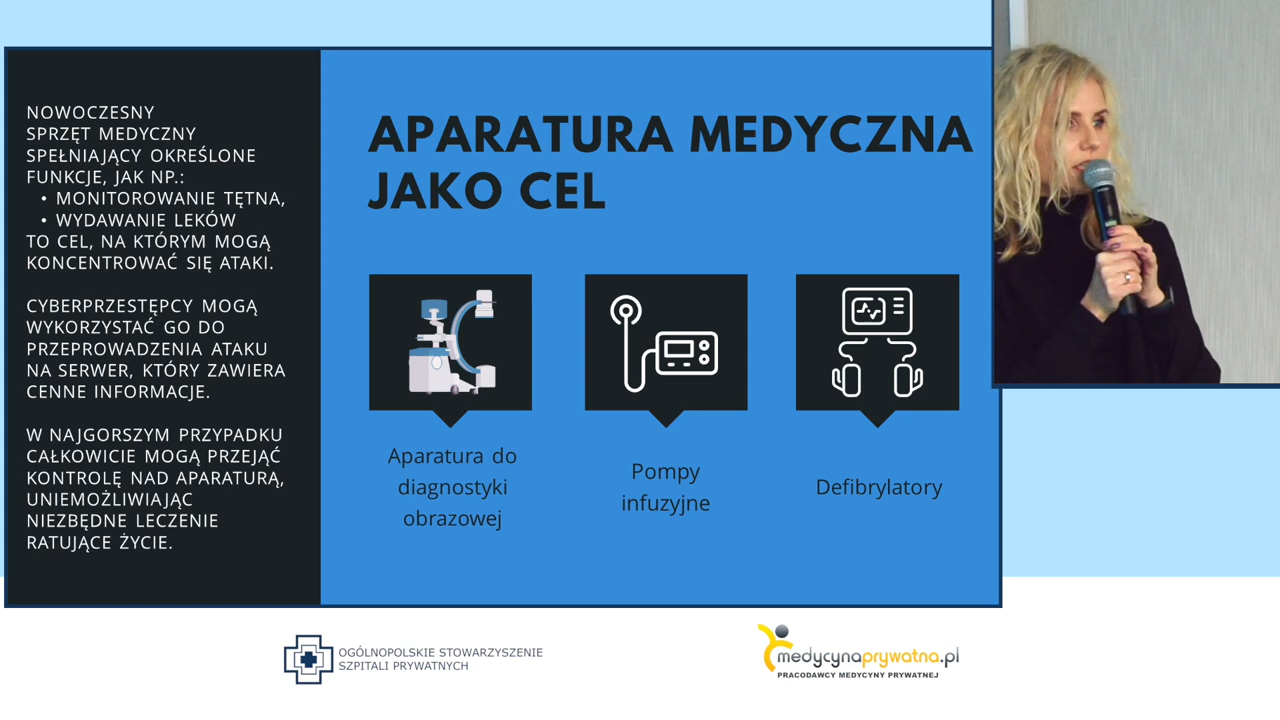 NOWOCZESNY
SPRZĘT MEDYCZNY
SPEŁNIAJĄCY OKREŚLONE
FUNKCJE, JAK NP.:
• MONITOROWANIE TĘTNA,
• WYDAWANIE LEKÓW
TO CEL, NA KTÓRYM MOGĄ
KONCENTROWAĆ SIĘ ATAKI.
CYBERPRZESTĘPCY MOGĄ
WYKORZYSTAĆ GO DO
PRZEPROWADZENIA ATAKU
NA SERWER, KTÓRY ZAWIERA
CENNE INFORMACJE.
W NAJGORSZYM PRZYPADKU
CAŁKOWICIE MOGĄ PRZEJĄĆ
KONTROLĘ NAD APARATURĄ,
UNIEMOŻLIWIAJĄC
NIEZBĘDNE LECZENIE
RATUJĄCE ŻYCIE.
APARATURA MEDYCZNA
JAKO CEL
Aparatura do
diagnostyki
obrazowej
Pompy
infuzyjne
Defibrylatory
OGÓLNOPOLSKIE STOWARZYSZENIE
SZPITALI PRYWATNYCH
medycynaprywatna.pl
PRACODAWCY MEDYCYNY PRYWATNEJ